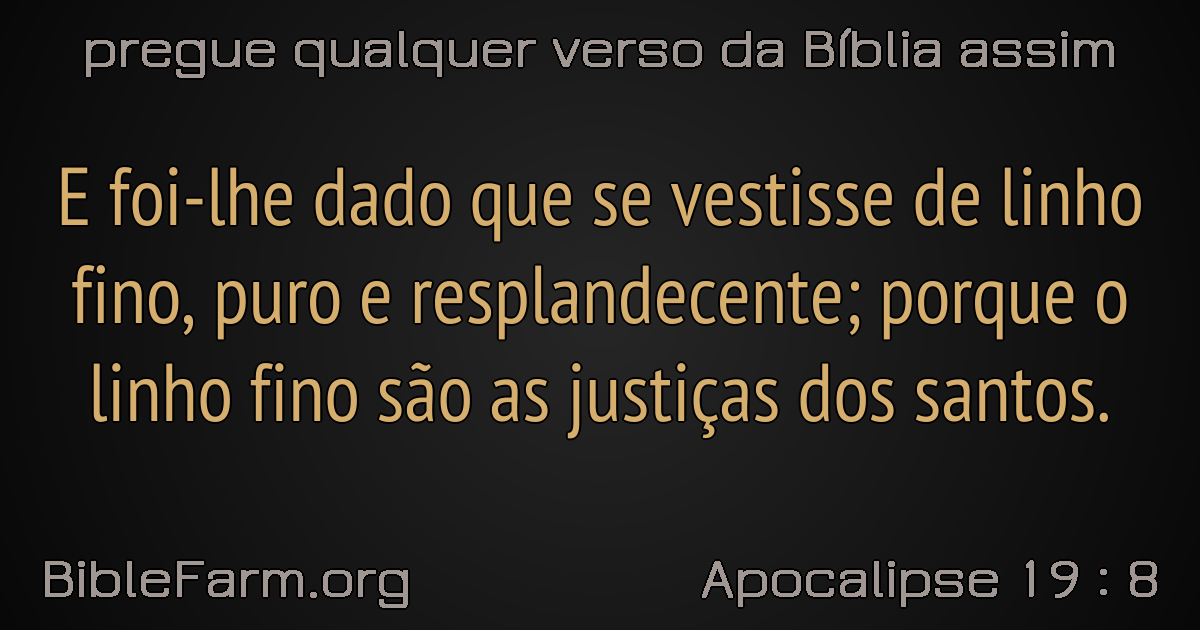 pregue qualquer verso da Bíblia assim
E foi-lhe dado que se vestisse de linho
fino, puro e resplandecente; porque o
linho fino são as justiças dos santos.
BibleFarm.org
Apocalipse 19 : 8